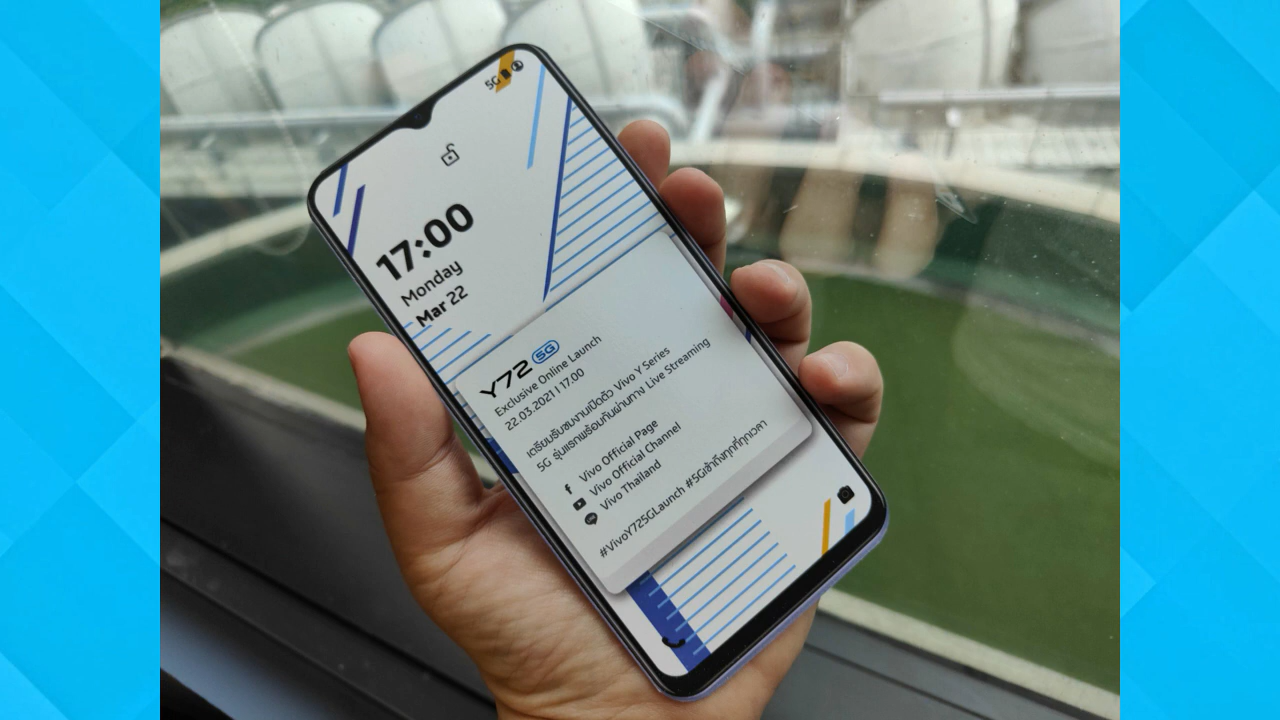 5G
17:00
Monday
Mar 22
Y72 5G
Exclusive Online Launch
22.03.2021 | 17.00
เตรียมรับชมงานเปิดตัว Vivo Y Series
5G รุ่นแรกพร้อมกันผ่านทาง Live Streaming
Vivo Official Page
Vivo Official Channel
Vivo Thailand
#VivoY725GLaunch #5Gเข้าถึงทุกที่ทุกเวลา